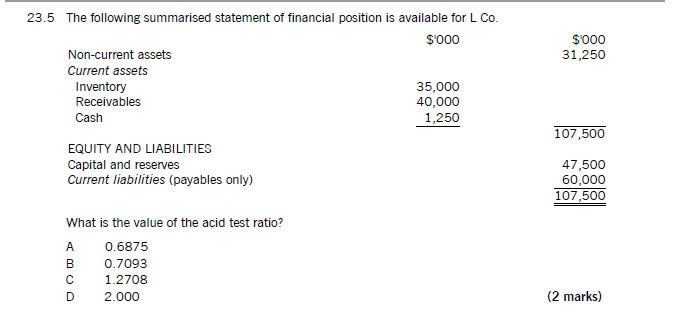 23.5 The following summarised statement of financial position is available for L Co.
$'000 $'000
Non-current assets 31,250
Current assets
Inventory 35,000
Receivables 40,000
Cash 1,250
107,500
EQUITY AND LIABILITIES
Capital and reserves 47,500
Current liabilities (payables only) 60,000
107,500
What is the value of the acid test ratio?
A 0.6875
B 0.7093
C 1.2708
D 2.000 (2 marks)